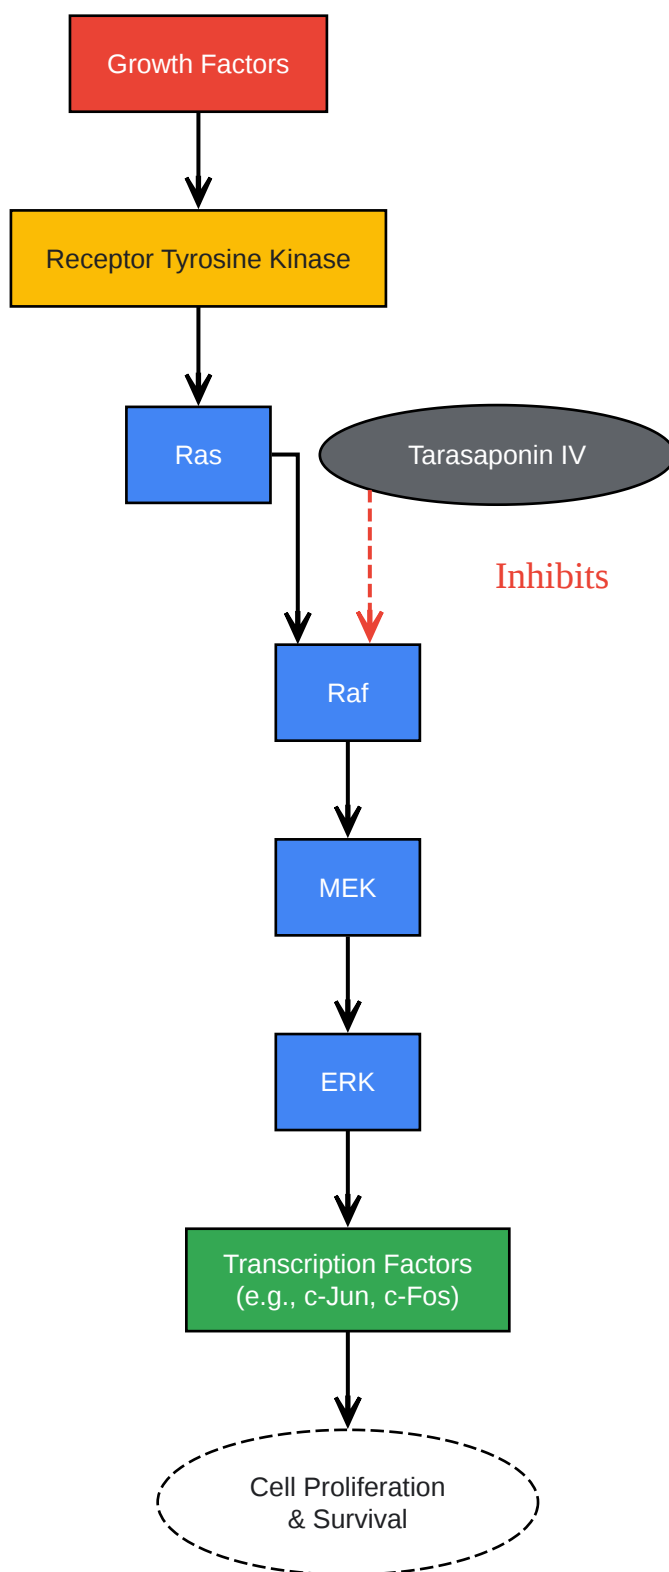 Growth Factors
Receptor Tyrosine Kinase
Ras
Tarasaponin IV
Inhibits
Raf
MEK
ERK
Transcription Factors
(e.g., c-Jun, c-Fos)
Cell Proliferation
& Survival